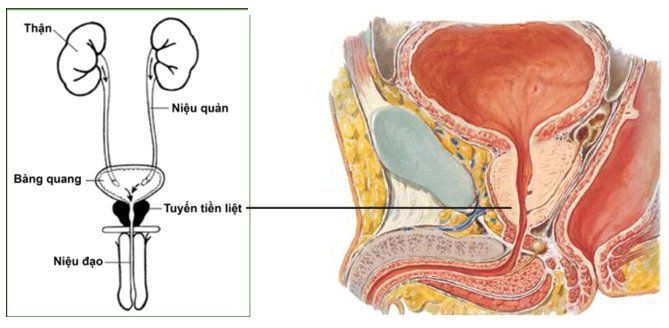 Thận
Niệu quản
Bàng quang
Tuyến tiền liệt
Niệu đạo